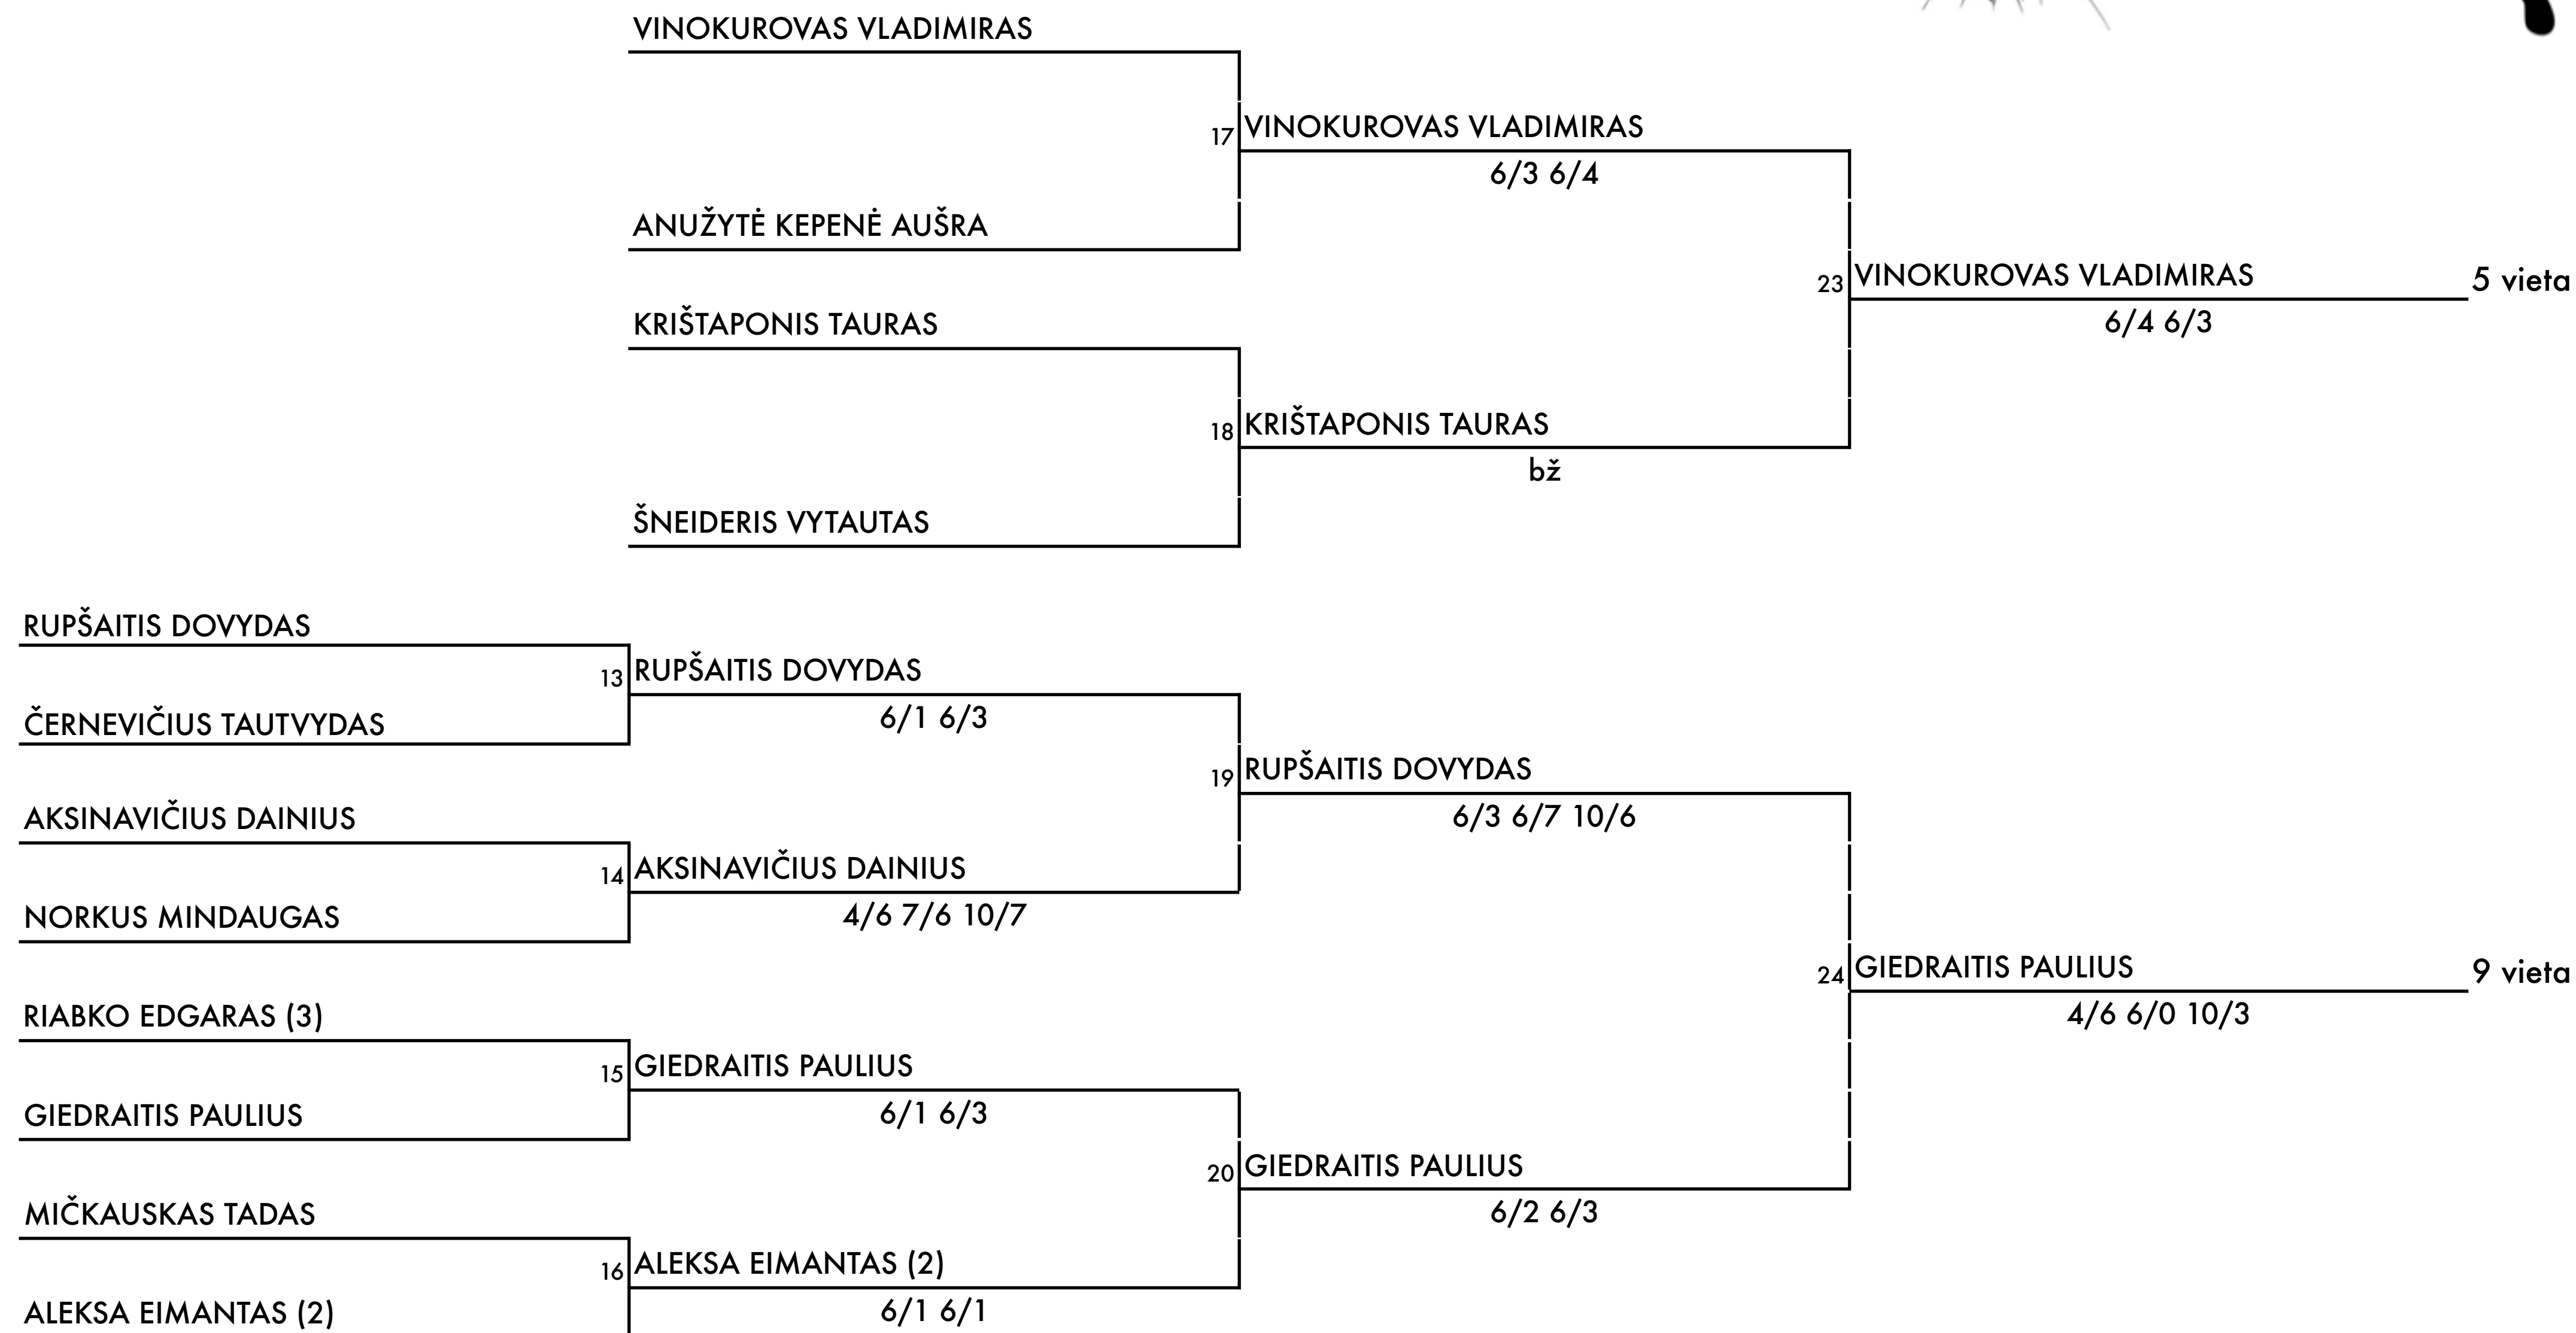 VINOKUROVAS VLADIMIRAS
17 VINOKUROVAS VLADIMIRAS
6/3 6/4
ANUŽYTĖ KEPENĖ AUŠRA
23 VINOKUROVAS VLADIMIRAS 5 vieta
6/4 6/3
KRIŠTAPONIS TAURAS
18 KRIŠTAPONIS TAURAS
bž
ŠNEIDERIS VYTAUTAS
RUPŠAITIS DOVYDAS
13 RUPŠAITIS DOVYDAS
6/1 6/3
ČERNEVIČIUS TAUTVYDAS
19 RUPŠAITIS DOVYDAS
6/3 6/7 10/6
AKSINAVIČIUS DAINIUS
14 AKSINAVIČIUS DAINIUS
4/6 7/6 10/7
NORKUS MINDAUGAS
24 GIEDRAITIS PAULIUS 9 vieta
4/6 6/0 10/3
RIABKO EDGARAS (3)
15 GIEDRAITIS PAULIUS
6/1 6/3
GIEDRAITIS PAULIUS
20 GIEDRAITIS PAULIUS
6/2 6/3
MIČKAUSKAS TADAS
16 ALEKSA EIMANTAS (2)
6/1 6/1
ALEKSA EIMANTAS (2)